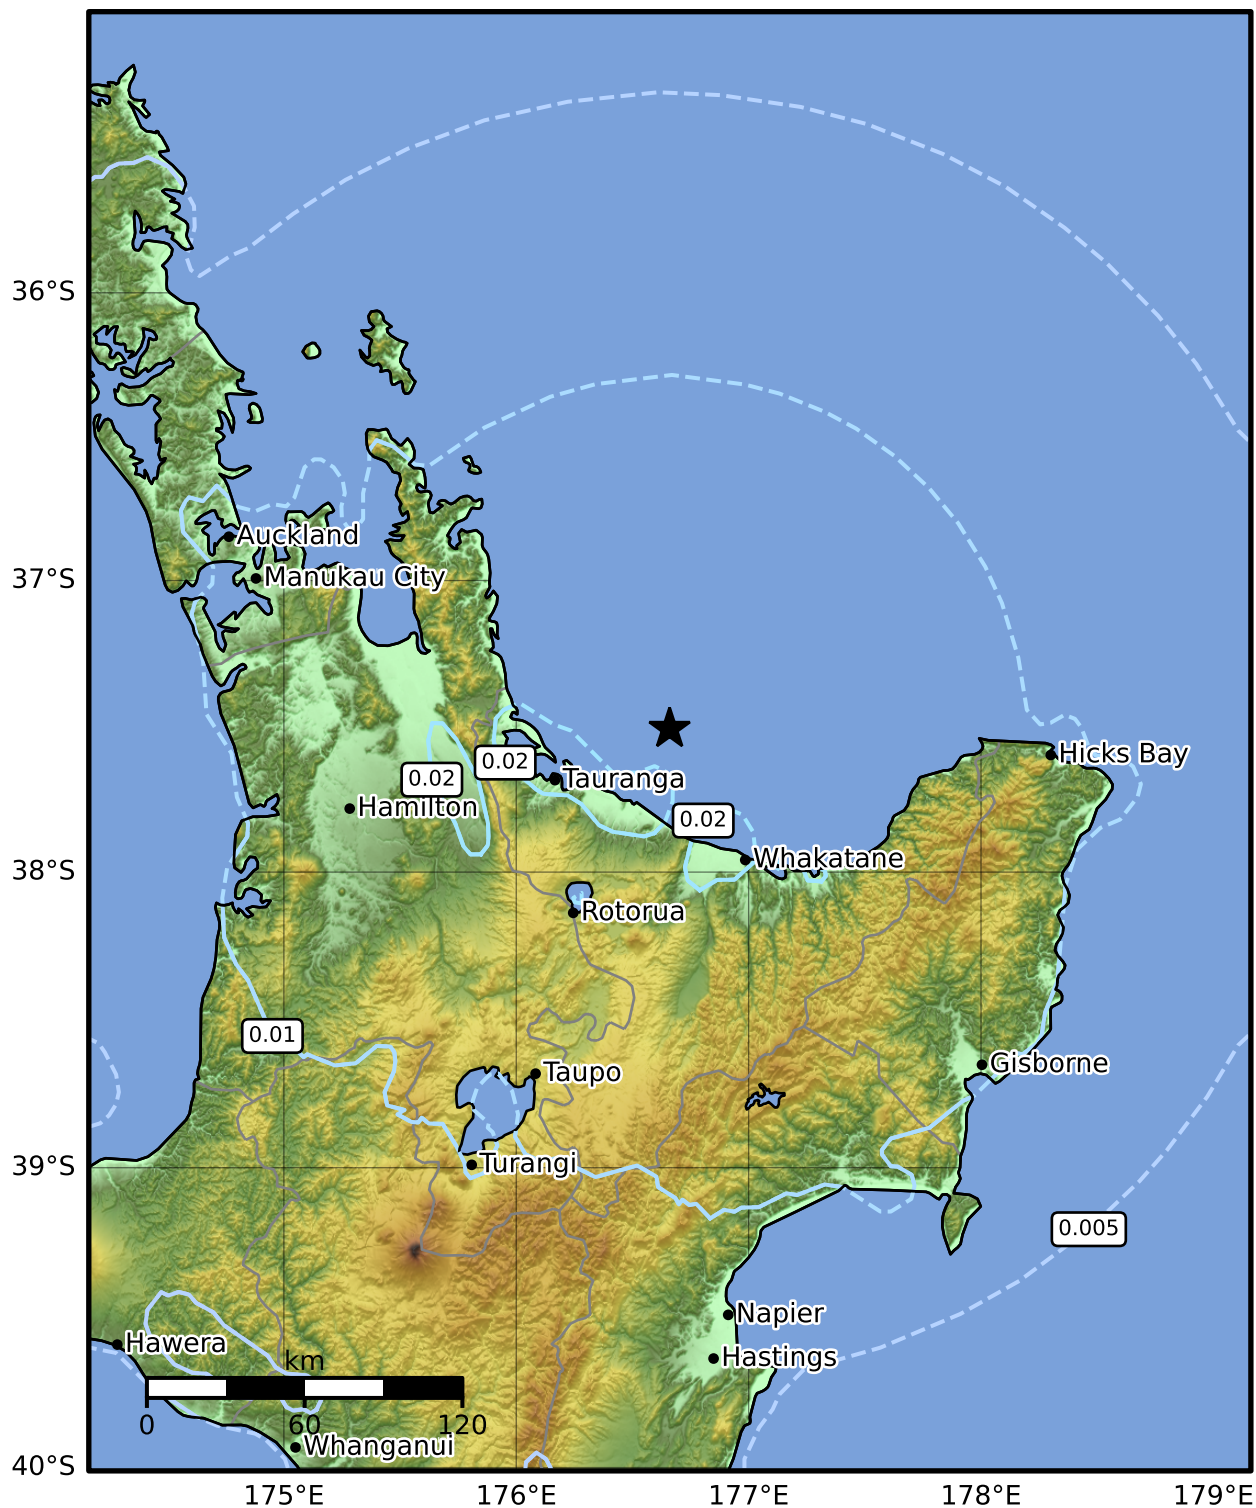 36°S
Auckland
Manukau City
37°S
Hicks Bay
0.02
0.02
Tauranga
Hamilton
0.02
Whakatane
38°S
Rotorua
0.01
Gisborne
Taupo
Turangi
39°S
0.005
Napier
Hawera
Hastings
km
0
60
120
Whanganui
40°S
175°E
176°E
177°E
178°E
179°E